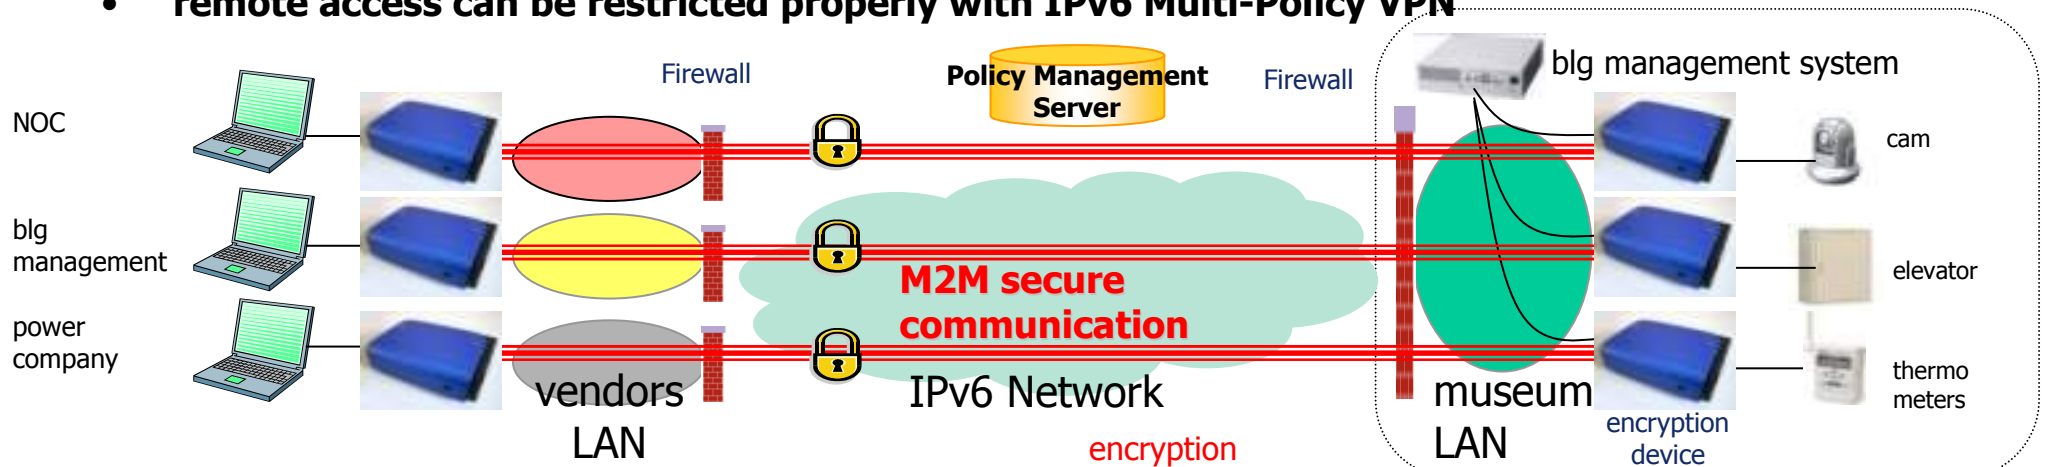 • remote access can be restricted properly with IPv6 Multi-Policy VPN
Firewall
Policy Management
Server
Firewall
blg management system
NOC
cam
blg
management
elevator
M2M secure
communication
power
company
thermo
meters
vendors
LAN
IPv6 Network
museum
LAN
encryption
device
encryption